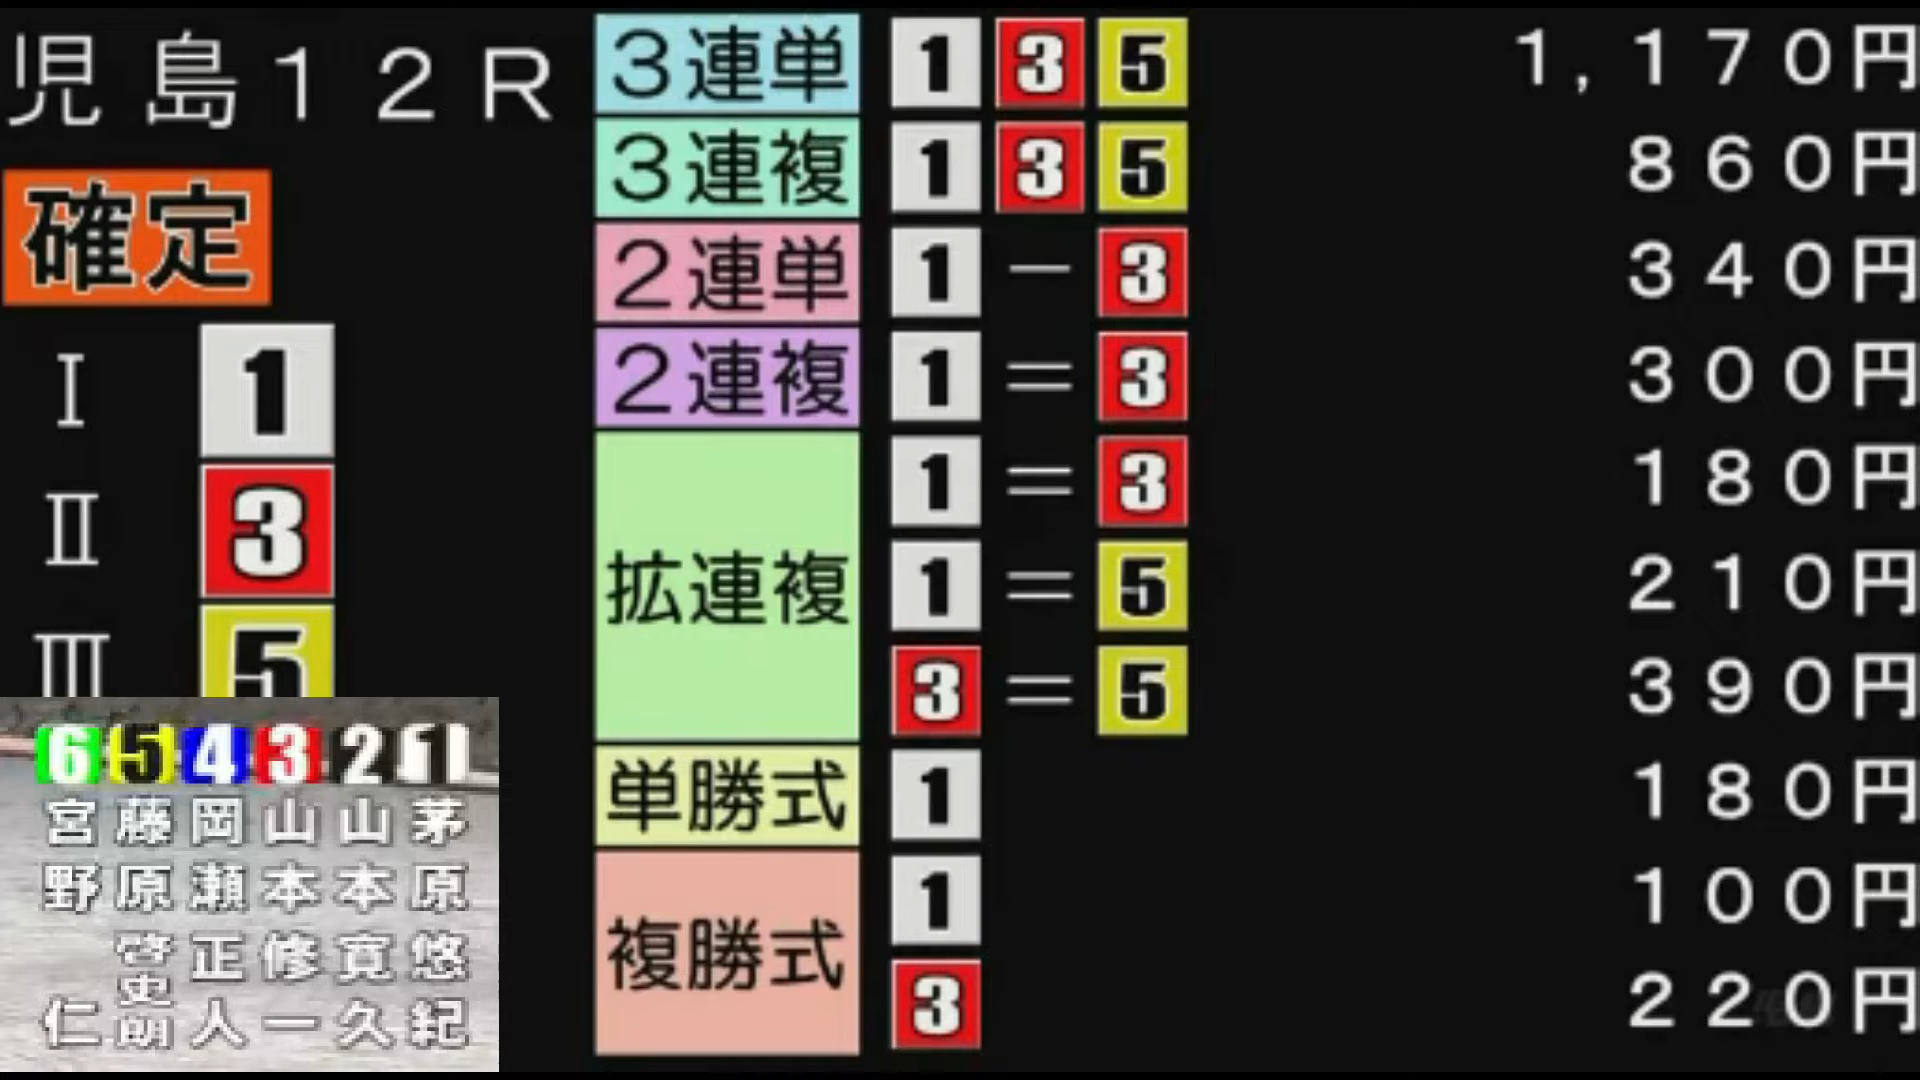 児島12R
確定
Ⅰ 1
Ⅱ 3
Ⅲ 5
3連単 1 3 5 1,170円
3連複 1 3 5 860円
2連単 1-3 340円
2連複 1=3 300円
拡連複 1=3 180円
1=5 210円
3=5 390円
単勝式 1 180円
複勝式 1 100円
3 220円
6 5 4 3 2 1
宮野仁
藤原啓史朗
岡瀬正人
山本修一
山本寛久
茅原悠紀